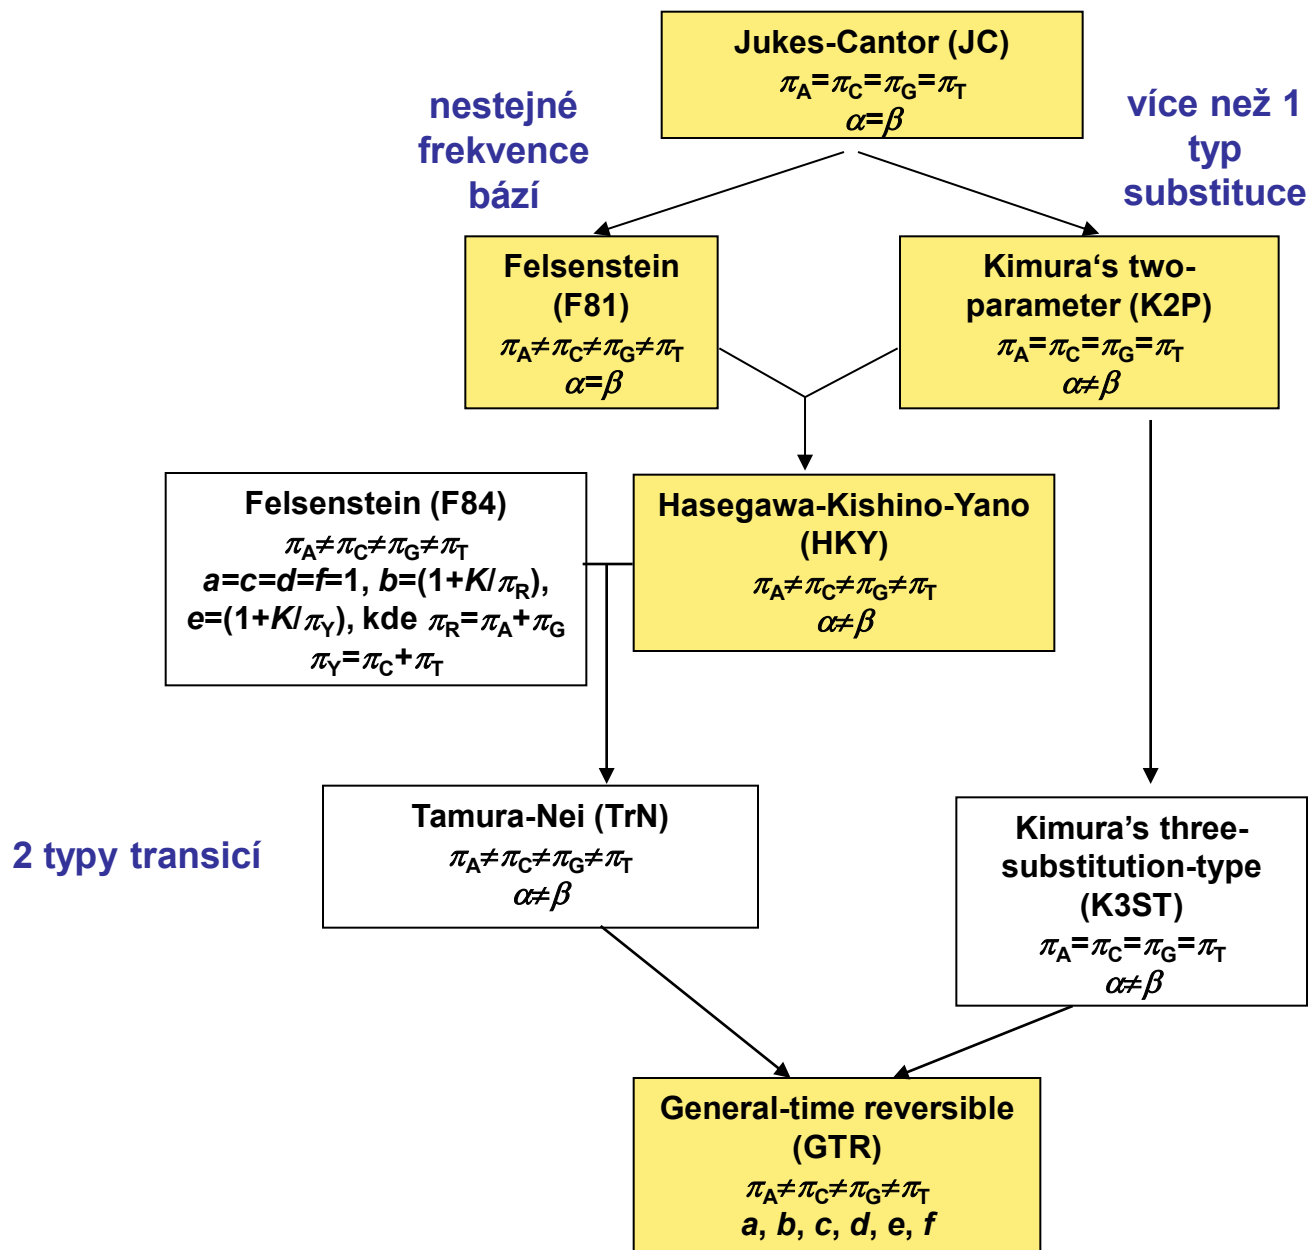 Jukes-Cantor (JC)
πA=πC=πG=πT
α=β
nestejné
frekvence
bází
více než 1
typ
substituce
Felsenstein
(F81)
πA≠πC≠πG≠πT
α=β
Kimura‘s two-
parameter (K2P)
πA=πC=πG=πT
α≠β
Felsenstein (F84)
πA≠πC≠πG≠πT
a=c=d=f=1, b=(1+K/πR),
e=(1+K/πY), kde πR=πA+πG
πY=πC+πT
Hasegawa-Kishino-Yano
(HKY)
πA≠πC≠πG≠πT
α≠β
2 typy transicí
Tamura-Nei (TrN)
πA≠πC≠πG≠πT
α≠β
Kimura’s three-
substitution-type
(K3ST)
πA=πC=πG=πT
α≠β
General-time reversible
(GTR)
πA≠πC≠πG≠πT
a, b, c, d, e, f